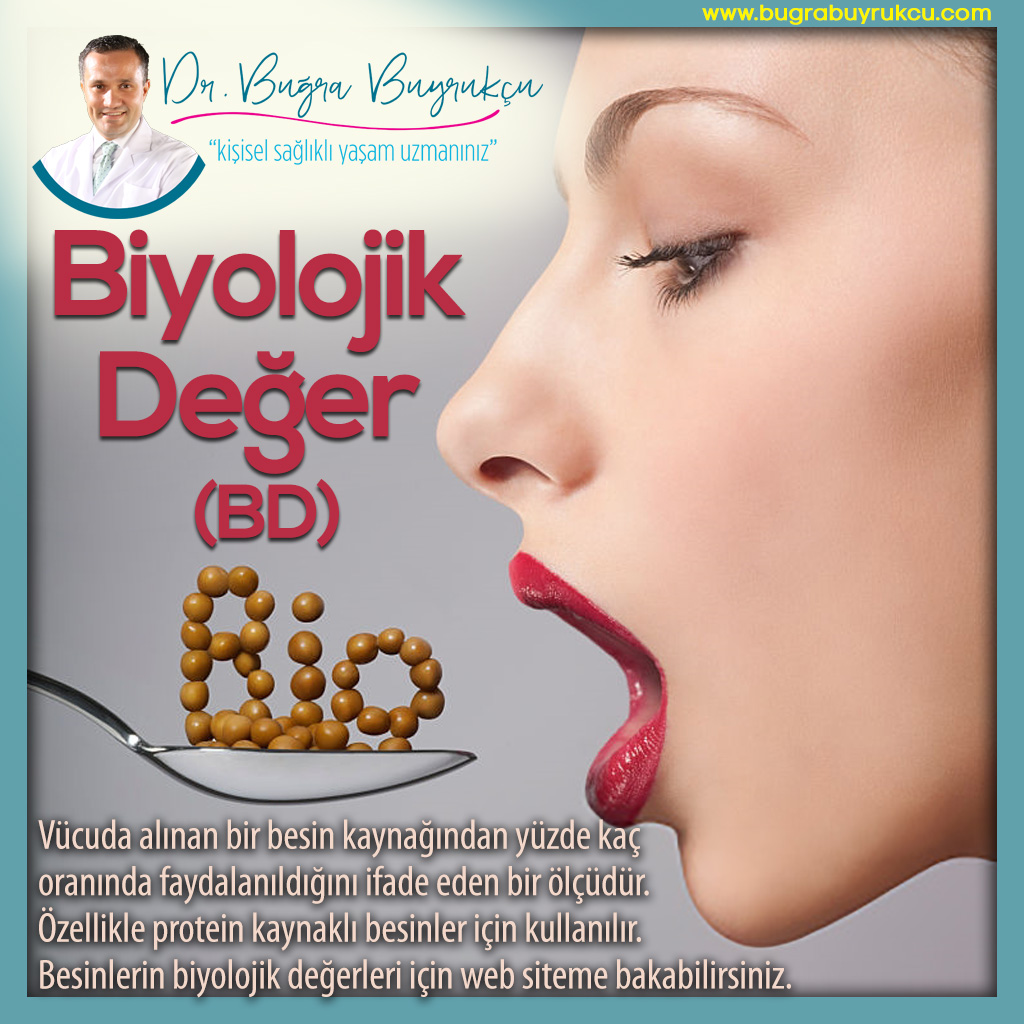 www.bugrabuyrukcu.com
Dr. Buğra Buyrukçu
“kişisel sağlıklı yaşam uzmanınız”
Biyolojik
Değer
(BD)
Bio
Vücuda alınan bir besin kaynağından yüzde kaç
oranında faydalanıldığını ifade eden bir ölçüdür.
Özellikle protein kaynaklı besinler için kullanılır.
Besinlerin biyolojik değerleri için web siteme bakabilirsiniz.